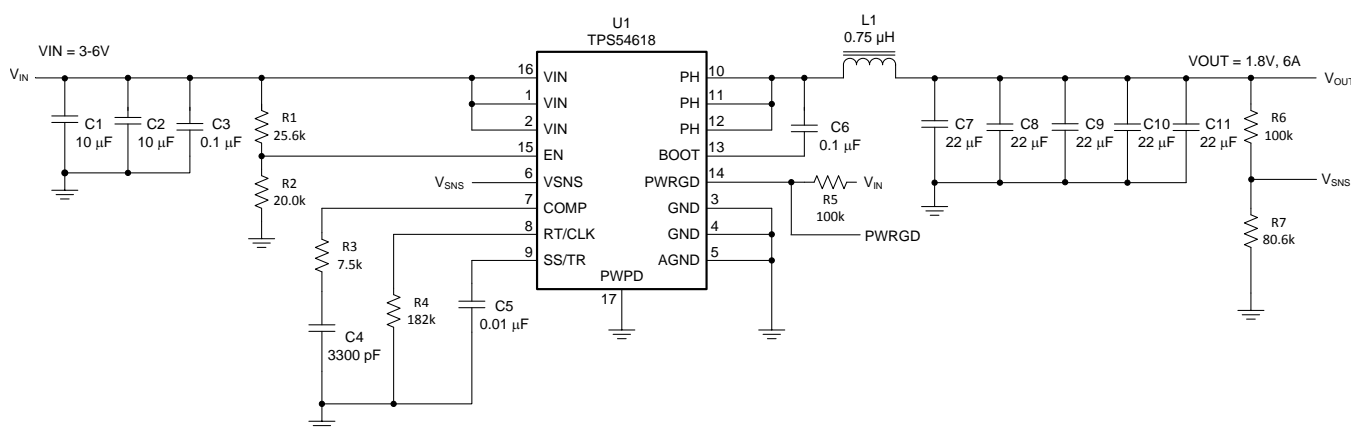 U1
TPS54618
L1
0.75 µH
VIN = 3-6V
VOUT = 1.8V, 6A
VIN
VOUT
C1
10 µF
C2
10 µF
C3
0.1 µF
R1
25.6k
R2
20.0k
16 VIN
1 VIN
2 VIN
15 EN
VSNS 6 VSNS
7 COMP
8 RT/CLK
9 SS/TR
PH 10
PH 11
PH 12
BOOT 13
PWRGD 14
GND 3
GND 4
AGND 5
PWPD
17
R3
7.5k
C4
3300 pF
R4
182k
C5
0.01 µF
C6
0.1 µF
VIN
R5
100k
PWRGD
C7
22 µF
C8
22 µF
C9
22 µF
C10
22 µF
C11
22 µF
R6
100k
VSNS
R7
80.6k